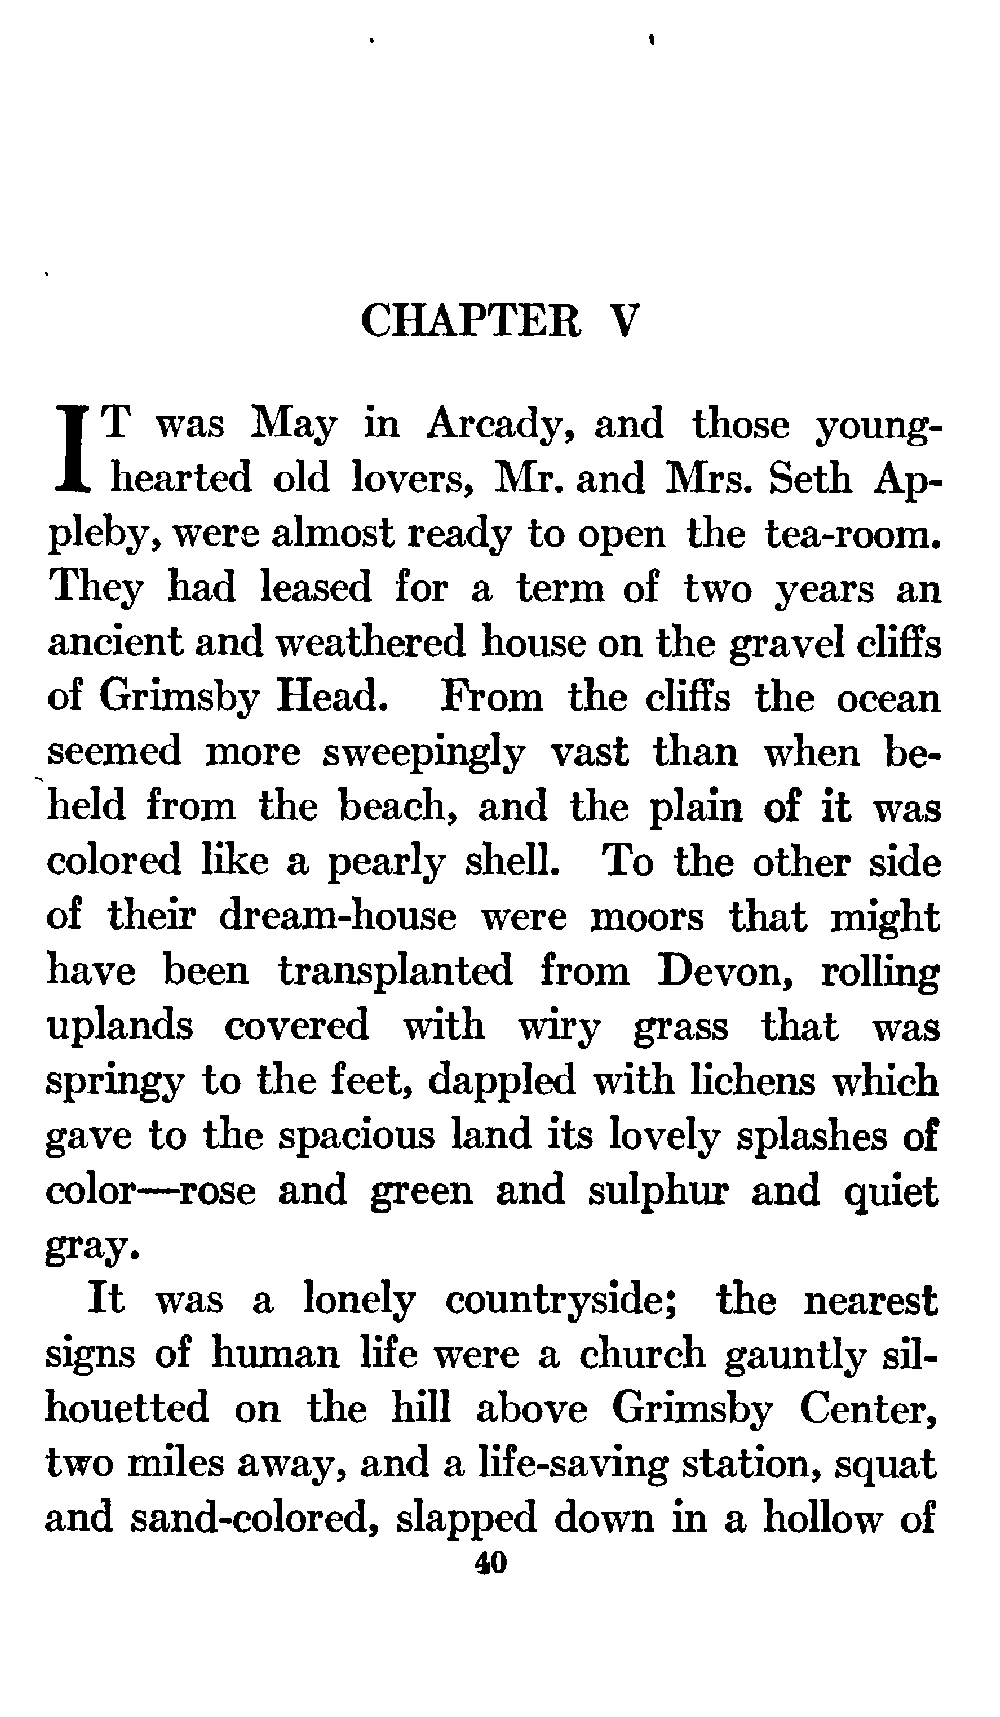 CHAPTER V
IT was May in Arcady, and those young-
hearted old lovers, Mr. and Mrs. Seth Ap-
pleby, were almost ready to open the tea-room.
They had leased for a term of two years an
ancient and weathered house on the gravel cliffs
of Grimsby Head. From the cliffs the ocean
seemed more sweepingly vast than when be-
held from the beach, and the plain of it was
colored like a pearly shell. To the other side
of their dream-house were moors that might
have been transplanted from Devon, rolling
uplands covered with wiry grass that was
springy to the feet, dappled with lichens which
gave to the spacious land its lovely splashes of
color—rose and green and sulphur and quiet
gray.
It was a lonely countryside; the nearest
signs of human life were a church gauntly sil-
houetted on the hill above Grimsby Center,
two miles away, and a life-saving station, squat
and sand-colored, slapped down in a hollow of
40